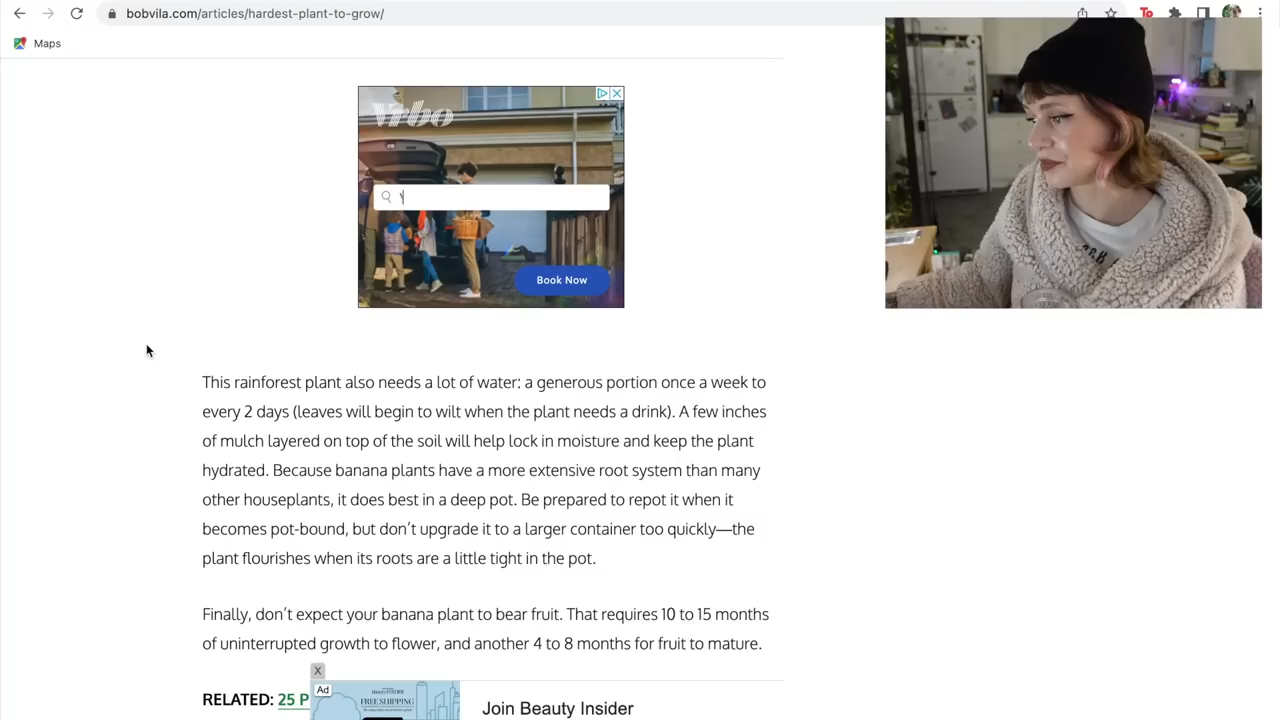 bobvila.com/articles/hardest-plant-to-grow/
Maps
Vrbo
Book Now
This rainforest plant also needs a lot of water: a generous portion once a week to
every 2 days (leaves will begin to wilt when the plant needs a drink). A few inches
of mulch layered on top of the soil will help lock in moisture and keep the plant
hydrated. Because banana plants have a more extensive root system than many
other houseplants, it does best in a deep pot. Be prepared to repot it when it
becomes pot-bound, but don’t upgrade it to a larger container too quickly—the
plant flourishes when its roots are a little tight in the pot.
Finally, don’t expect your banana plant to bear fruit. That requires 10 to 15 months
of uninterrupted growth to flower, and another 4 to 8 months for fruit to mature.
X
RELATED: 25 P
Ad
FREE SHIPPING
Join Beauty Insider